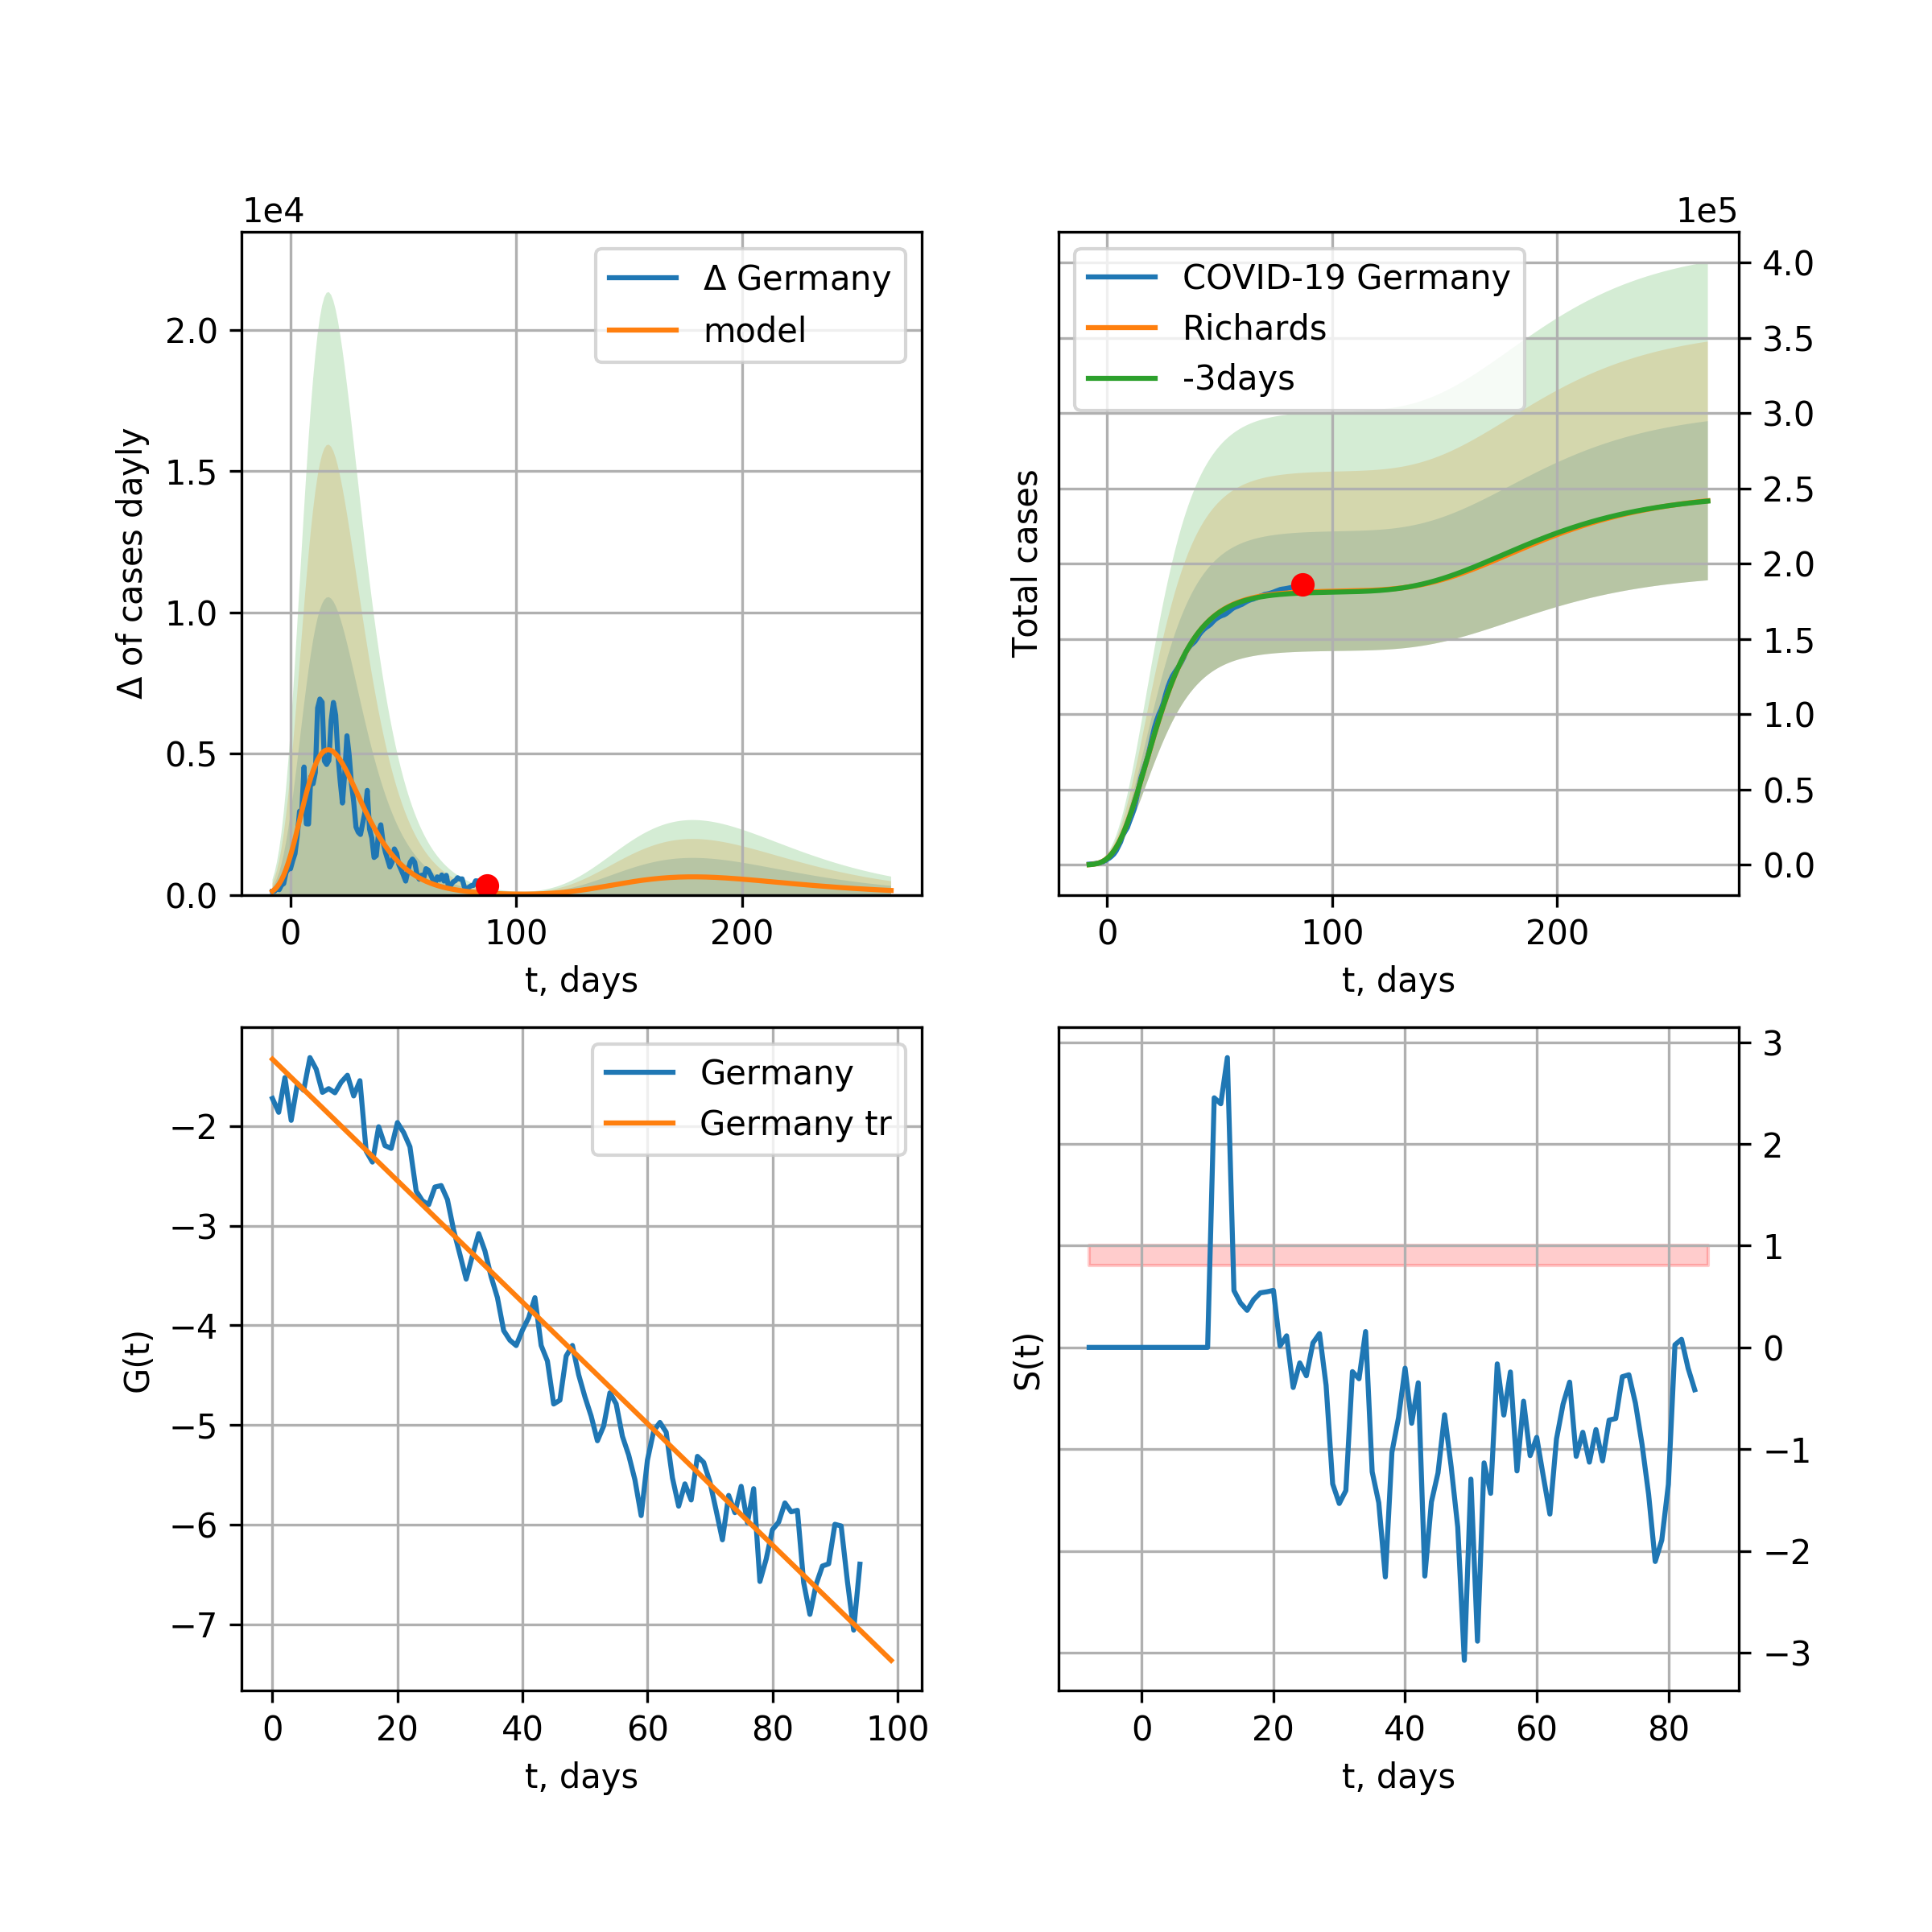 1e4
Δ Germany
model
2.0
1.5
1.0
0.5
0.0
Δ of cases dayly
0 100 200
t, days
1e5
COVID-19 Germany
Richards
-3days
4.0
3.5
3.0
2.5
2.0
1.5
1.0
0.5
0.0
Total cases
0 100 200
t, days
Germany
Germany tr
−2
−3
−4
−5
−6
−7
G(t)
0 20 40 60 80 100
t, days
3
2
1
0
−1
−2
−3
S(t)
0 20 40 60 80
t, days